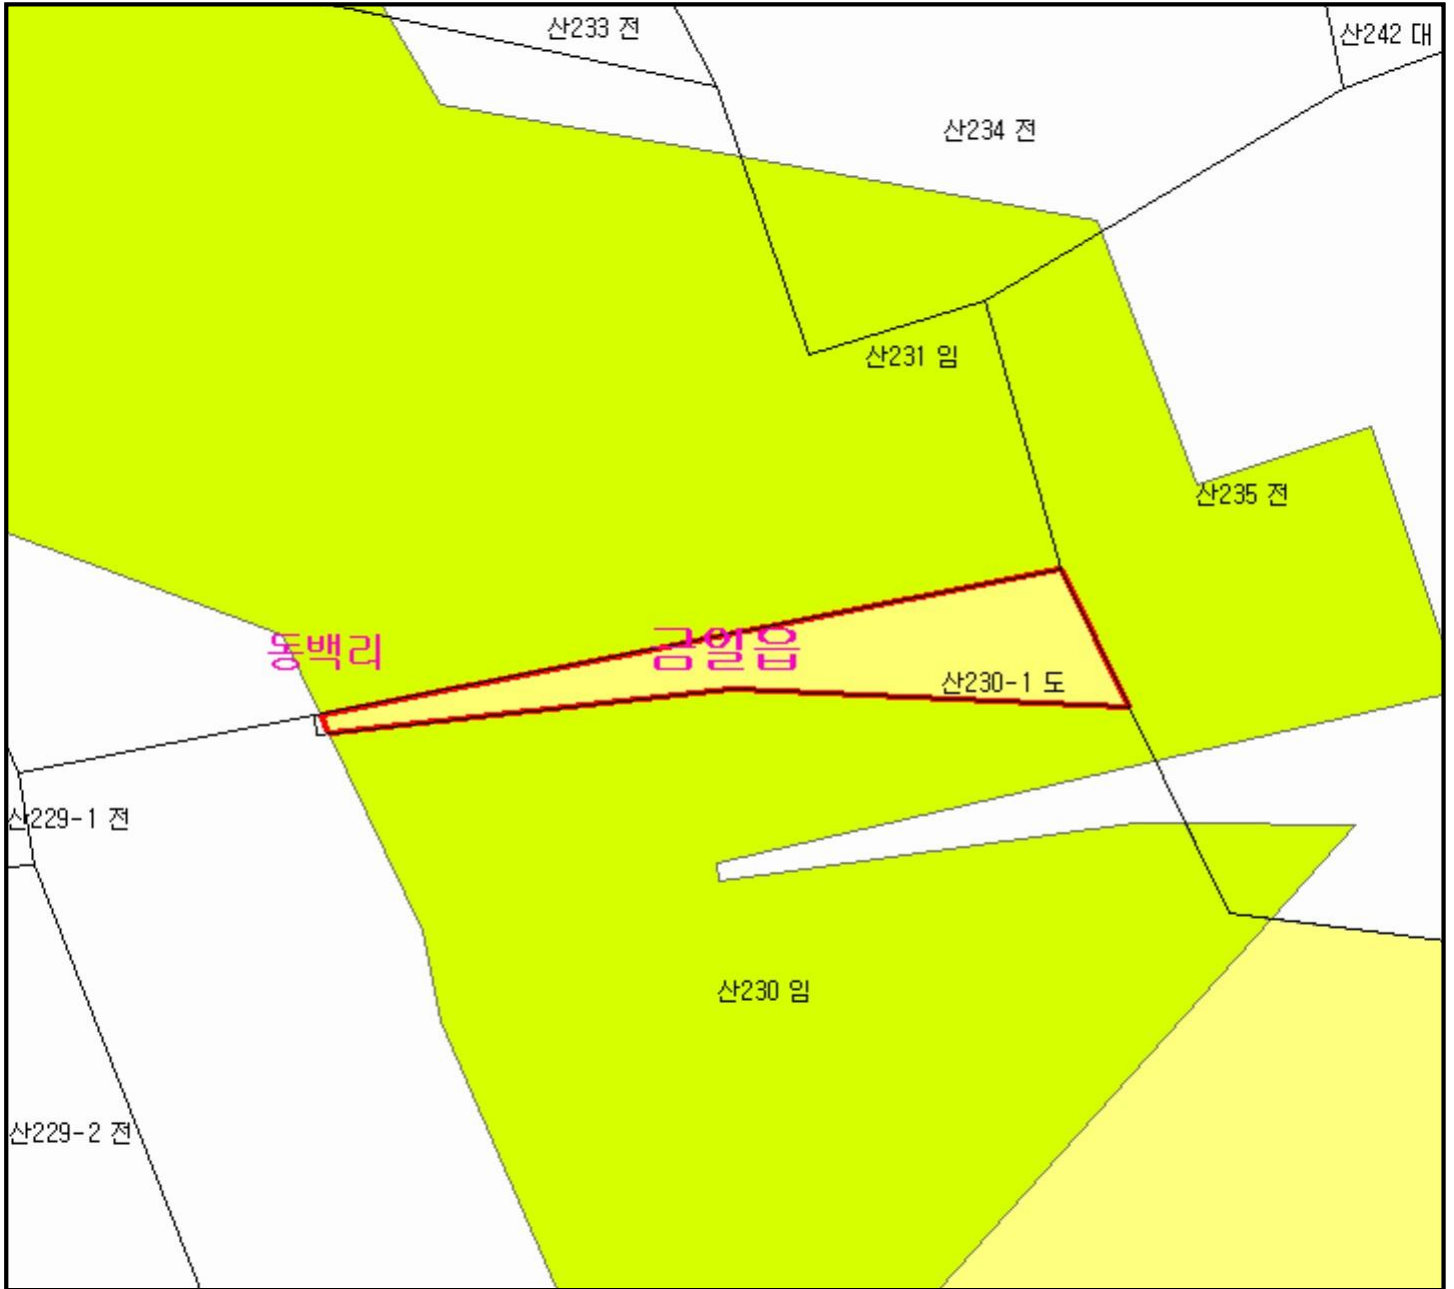 산233 전
산242 대
산234 전
산231 임
산235 전
동백리
금일읍
산230-1 도
산229-1 전
산230 임
산229-2 전